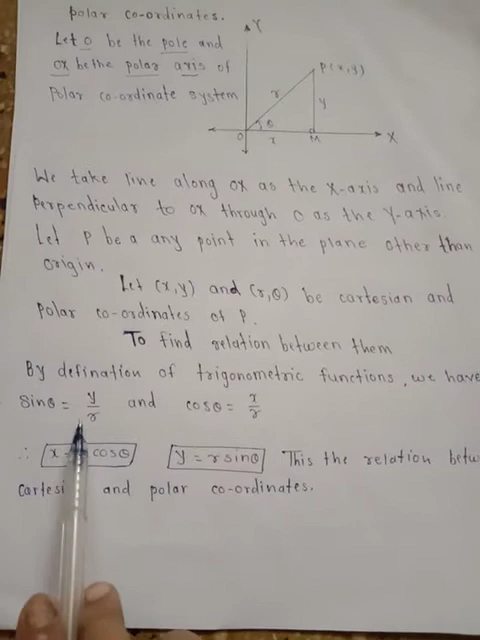 polar co-ordinates.
Let O be the pole and
OX be the polar axis of
Polar co-ordinate system
Y
P(x,y)
r
y
θ
O
x
M
X
We take line along OX as the X-axis and line
Perpendicular to OX through O as the Y-axis.
Let P be a any point in the plane other than
origin.
Let (x,y) and (r,θ) be cartesian and
Polar co-ordinates of P.
To find relation between them
By defination of trigonometric functions, we have
sinθ = y/r and cosθ = x/r
∴ x = cosθ y = r sinθ This the relation betw
cartesi and polar co-ordinates.